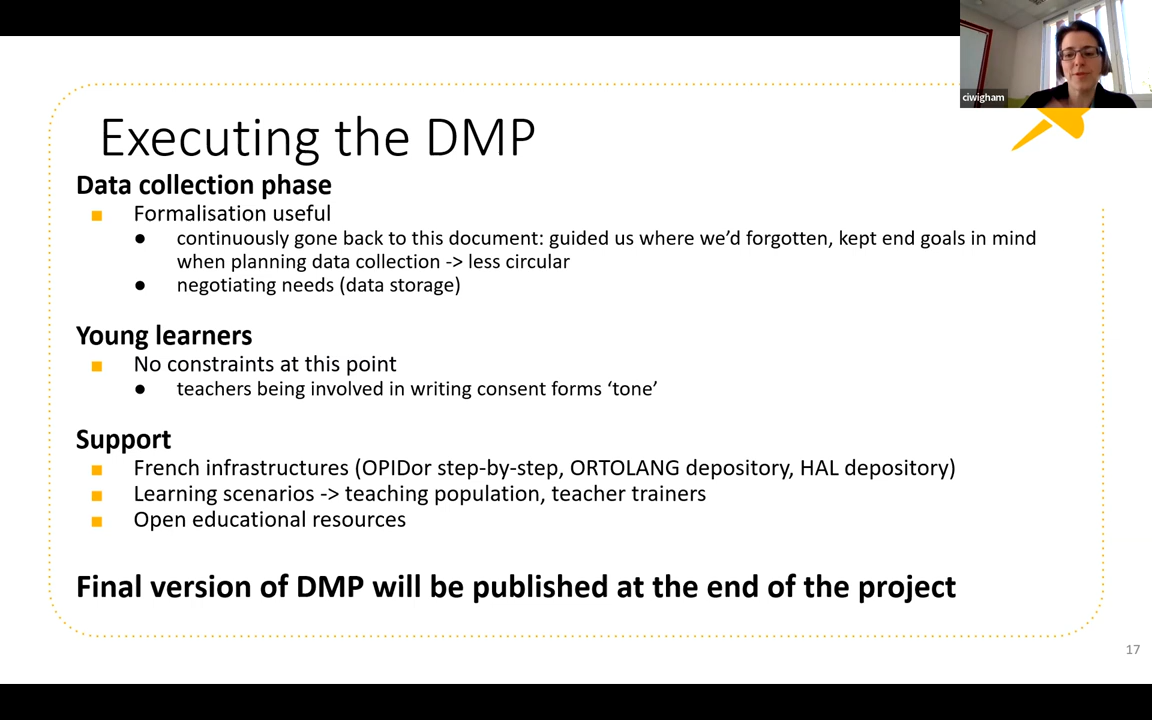 ciwigham
Executing the DMP
Data collection phase
■ Formalisation useful
● continuously gone back to this document: guided us where we’d forgotten, kept end goals in mind
when planning data collection -> less circular
● negotiating needs (data storage)
Young learners
■ No constraints at this point
● teachers being involved in writing consent forms ‘tone’
Support
■ French infrastructures (OPIDor step-by-step, ORTOLANG depository, HAL depository)
■ Learning scenarios -> teaching population, teacher trainers
■ Open educational resources
Final version of DMP will be published at the end of the project
17